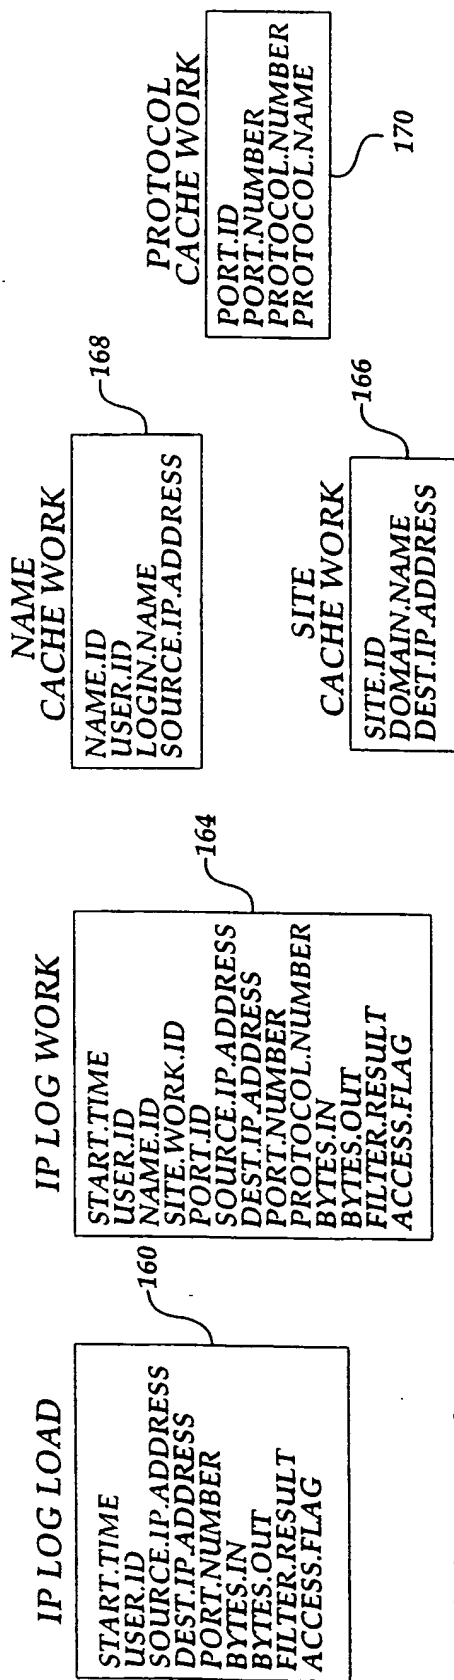 IP LOG LOAD
START.TIME
USER.ID
SOURCE.IP.ADDRESS
DEST.IP.ADDRESS
PORT.NUMBER
BYTES.IN
BYTES.OUT
FILTER.RESULT
ACCESS.FLAG
160
IP LOG WORK
START.TIME
USER.ID
NAME.ID
SITE.WORK.ID
PORT.ID
SOURCE.IP.ADDRESS
DEST.IP.ADDRESS
PORT.NUMBER
PROTOCOL.NUMBER
BYTES.IN
BYTES.OUT
FILTER.RESULT
ACCESS.FLAG
164
NAME
CACHE WORK
NAME.ID
USER.ID
LOGIN.NAME
SOURCE.IP.ADDRESS
168
SITE
CACHE WORK
SITE.ID
DOMAIN.NAME
DEST.IP.ADDRESS
166
PROTOCOL
CACHE WORK
PORT.ID
PORT.NUMBER
PROTOCOL.NUMBER
PROTOCOL.NAME
170